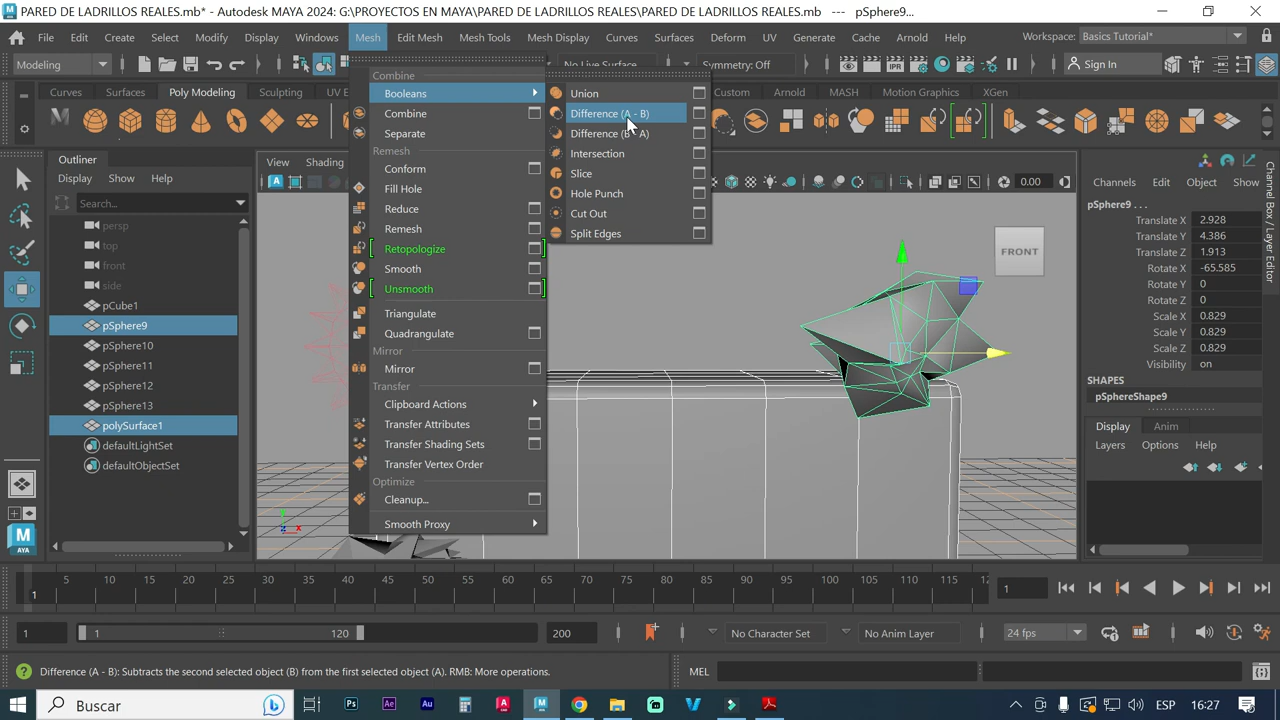 PARED DE LADRILLOS REALES.mb* - Autodesk MAYA 2024: G:\PROYECTOS EN MAYA\PARED DE LADRILLOS REALES\PARED DE LADRILLOS REALES.mb --- pSphere9...
File Edit Create Select Modify Display Windows Mesh Edit Mesh Mesh Tools Mesh Display Curves Surfaces Deform UV Generate Cache Arnold Help
Workspace: Basics Tutorial*
Modeling
No Live Surface
Symmetry: Off
Sign In
Curves Surfaces Poly Modeling Sculpting
Custom Arnold MASH Motion Graphics XGen
Outliner
Display Show Help
Search...
persp
top
front
side
pCube1
pSphere9
pSphere10
pSphere11
pSphere12
pSphere13
polySurface1
defaultLightSet
defaultObjectSet
View Shading
Combine
Booleans
Combine
Separate
Remesh
Conform
Fill Hole
Reduce
Remesh
Retopologize
Smooth
Unsmooth
Triangulate
Quadrangulate
Mirror
Mirror
Transfer
Clipboard Actions
Transfer Attributes
Transfer Shading Sets
Transfer Vertex Order
Optimize
Cleanup...
Smooth Proxy
Union
Difference (A - B)
Intersection
Slice
Hole Punch
Cut Out
Split Edges
0.00
FRONT
Channels Edit Object Show
pSphere9 . . .
Translate X 2.928
Translate Y 4.386
Translate Z 1.913
Rotate X -65.585
Rotate Y 0
Rotate Z 0
Scale X 0.829
Scale Y 0.829
Scale Z 0.829
Visibility on
SHAPES
pSphereShape9
Display Anim
Layers Options Help
Channel Box / Layer Editor
5 10 15 20 25 30 35 40 45 50 55 60 65 70 75 80 85 90 95 100 105 110 115 12
1
1
1 1 120 200
No Character Set
No Anim Layer
24 fps
Difference (A - B): Subtracts the second selected object (B) from the first selected object (A). RMB: More operations.
MEL
Buscar
ESP 16:27